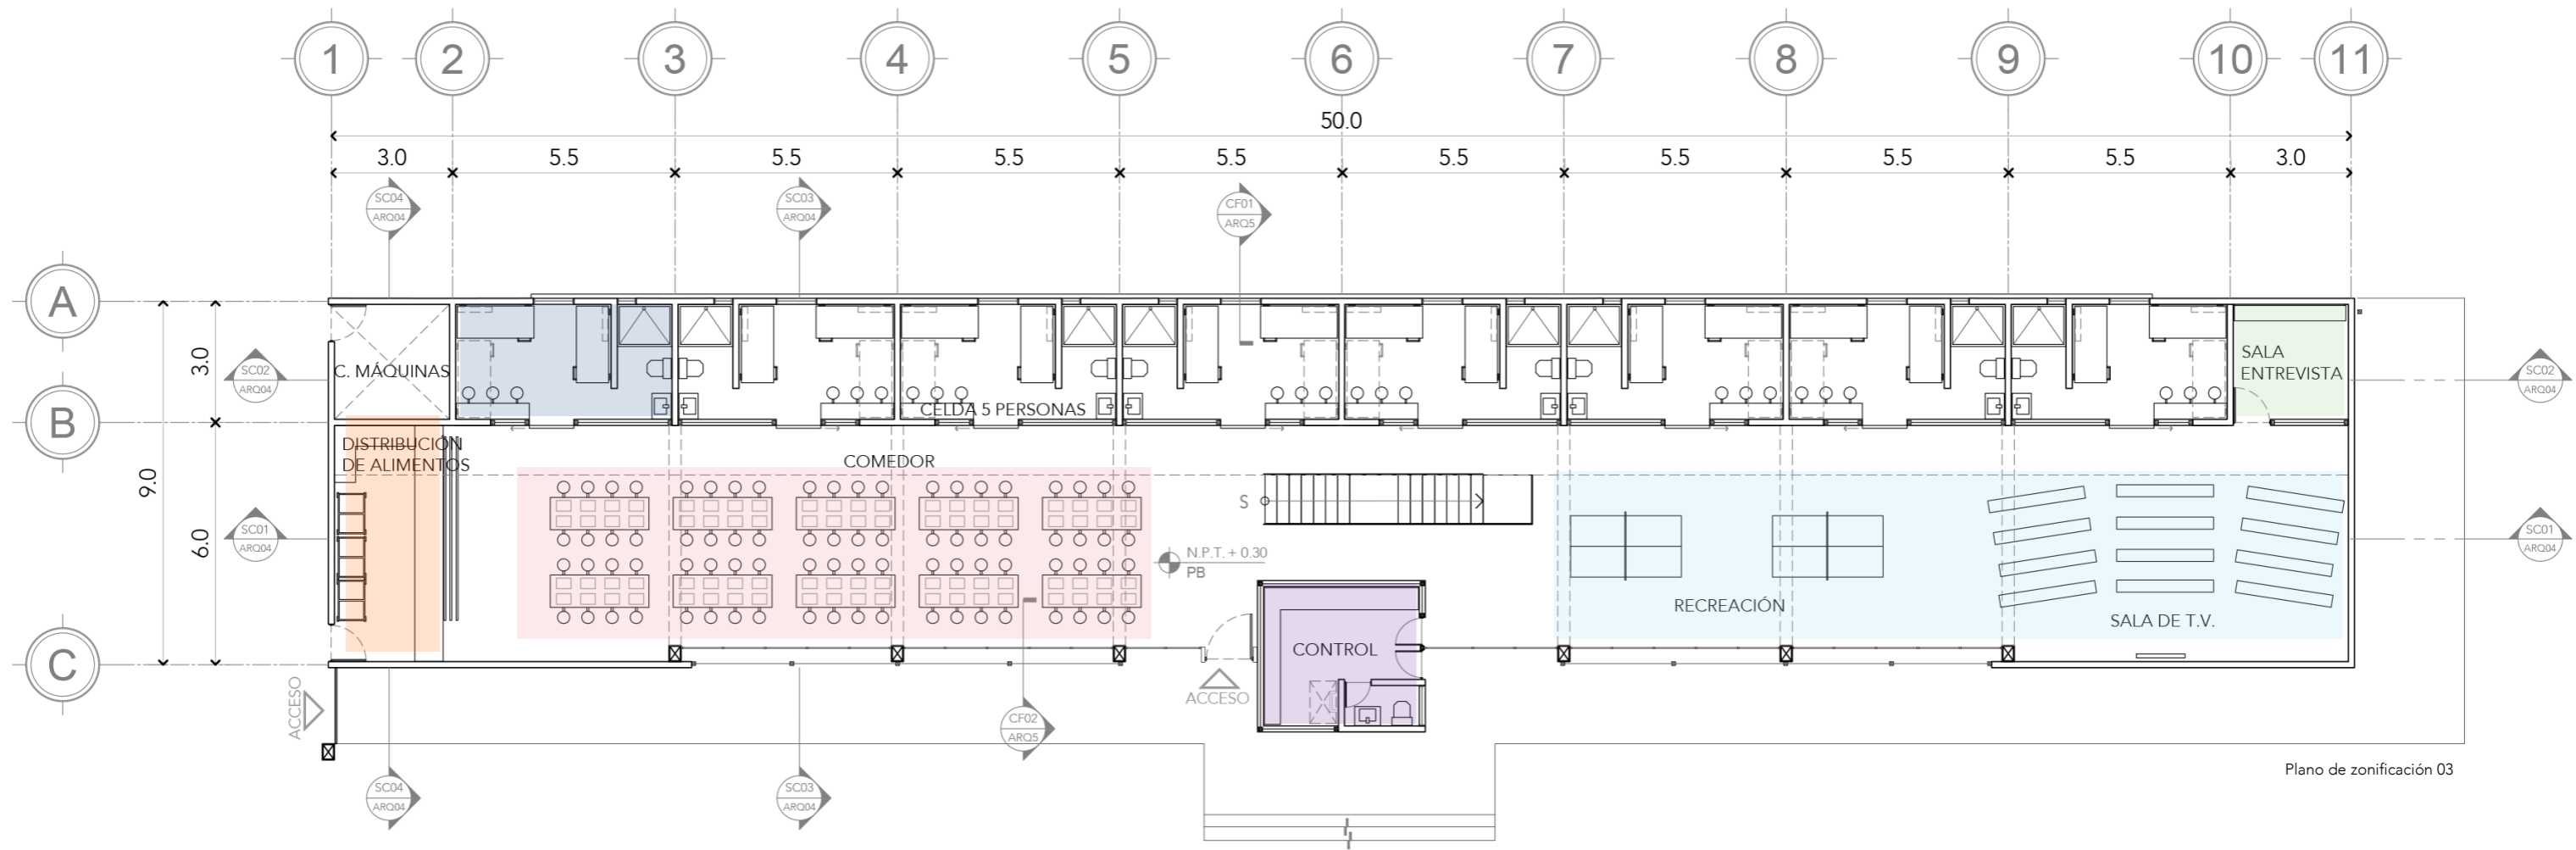 1 2 3 4 5 6 7 8 9 10 11
50.0
3.0 5.5 5.5 5.5 5.5 5.5 5.5 5.5 5.5 3.0
SC04
ARQ04
SC03
ARQ04
CF01
ARQ5
A
B
C
9.0
3.0
6.0
SC02
ARQ04
SC01
ARQ04
C. MÁQUINAS
CELDA 5 PERSONAS
SALA
ENTREVISTA
SC02
ARQ04
DISTRIBUCIÓN
DE ALIMENTOS
COMEDOR
S
N.P.T. + 0.30
PB
RECREACIÓN
SALA DE T.V.
SC01
ARQ04
CONTROL
ACCESO
ACCESO
CF02
ARQ5
SC04
ARQ04
SC03
ARQ04
Plano de zonificación 03